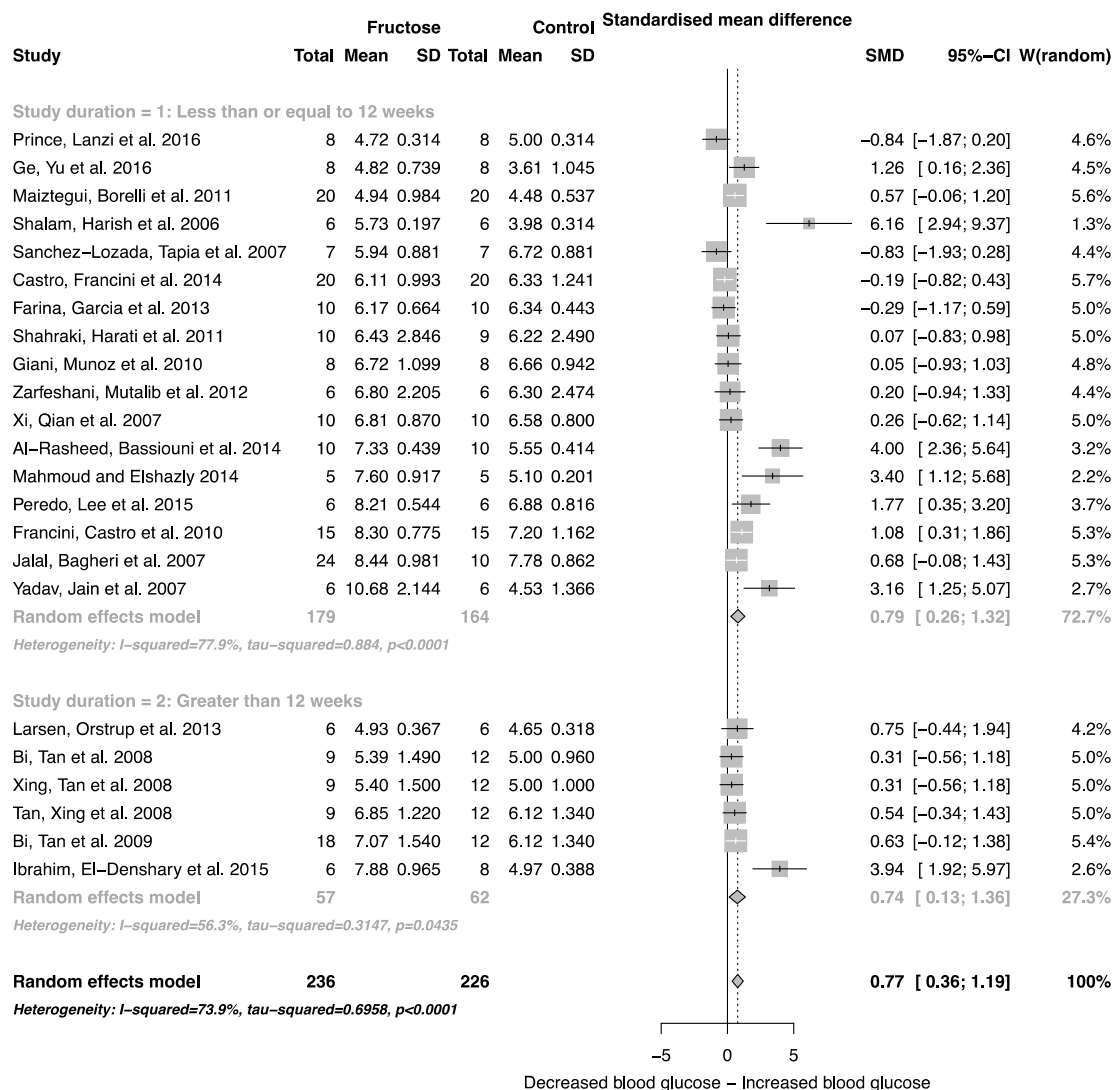 Fructose Control Standardised mean difference
Study Total Mean SD Total Mean SD SMD 95%−CI W(random)
Study duration = 1: Less than or equal to 12 weeks
Prince, Lanzi et al. 2016 8 4.72 0.314 8 5.00 0.314 −0.84 [−1.87; 0.20] 4.6%
Ge, Yu et al. 2016 8 4.82 0.739 8 3.61 1.045 1.26 [ 0.16; 2.36] 4.5%
Maiztegui, Borelli et al. 2011 20 4.94 0.984 20 4.48 0.537 0.57 [−0.06; 1.20] 5.6%
Shalam, Harish et al. 2006 6 5.73 0.197 6 3.98 0.314 6.16 [ 2.94; 9.37] 1.3%
Sanchez−Lozada, Tapia et al. 2007 7 5.94 0.881 7 6.72 0.881 −0.83 [−1.93; 0.28] 4.4%
Castro, Francini et al. 2014 20 6.11 0.993 20 6.33 1.241 −0.19 [−0.82; 0.43] 5.7%
Farina, Garcia et al. 2013 10 6.17 0.664 10 6.34 0.443 −0.29 [−1.17; 0.59] 5.0%
Shahraki, Harati et al. 2011 10 6.43 2.846 9 6.22 2.490 0.07 [−0.83; 0.98] 5.0%
Giani, Munoz et al. 2010 8 6.72 1.099 8 6.66 0.942 0.05 [−0.93; 1.03] 4.8%
Zarfeshani, Mutalib et al. 2012 6 6.80 2.205 6 6.30 2.474 0.20 [−0.94; 1.33] 4.4%
Xi, Qian et al. 2007 10 6.81 0.870 10 6.58 0.800 0.26 [−0.62; 1.14] 5.0%
Al−Rasheed, Bassiouni et al. 2014 10 7.33 0.439 10 5.55 0.414 4.00 [ 2.36; 5.64] 3.2%
Mahmoud and Elshazly 2014 5 7.60 0.917 5 5.10 0.201 3.40 [ 1.12; 5.68] 2.2%
Peredo, Lee et al. 2015 6 8.21 0.544 6 6.88 0.816 1.77 [ 0.35; 3.20] 4.0%
Francini, Castro et al. 2010 15 8.30 0.775 15 7.20 1.162 1.08 [ 0.31; 1.86] 5.3%
Jalal, Bagheri et al. 2007 24 8.44 0.981 10 7.78 0.862 0.68 [−0.08; 1.43] 5.3%
Yadav, Jain et al. 2007 6 10.68 2.144 6 4.53 1.366 3.16 [ 1.25; 5.07] 2.7%
Random effects model 179 164 0.79 [ 0.26; 1.32] 72.7%
Heterogeneity: I−squared=77.9%, tau−squared=0.884, p<0.0001
Study duration = 2: Greater than 12 weeks
Larsen, Orstrup et al. 2013 6 4.93 0.367 6 4.65 0.318 0.75 [−0.44; 1.94] 4.2%
Bi, Tan et al. 2008 9 5.39 1.490 12 5.00 0.960 0.31 [−0.56; 1.18] 5.0%
Xing, Tan et al. 2008 9 5.40 1.500 12 5.00 1.000 0.31 [−0.56; 1.18] 5.0%
Tan, Xing et al. 2008 9 6.85 1.220 12 6.12 1.340 0.54 [−0.34; 1.43] 5.0%
Bi, Tan et al. 2009 18 7.07 1.540 12 6.12 1.340 0.63 [−0.12; 1.38] 5.4%
Ibrahim, El−Denshary et al. 2015 6 7.88 0.965 8 4.97 0.388 3.94 [ 1.92; 5.97] 2.6%
Random effects model 57 62 0.74 [ 0.13; 1.36] 27.3%
Heterogeneity: I−squared=56.3%, tau−squared=0.3147, p=0.0435
Random effects model 236 226 0.77 [ 0.36; 1.19] 100%
Heterogeneity: I−squared=73.9%, tau−squared=0.6958, p<0.0001
−5 0 5
Decreased blood glucose − Increased blood glucose